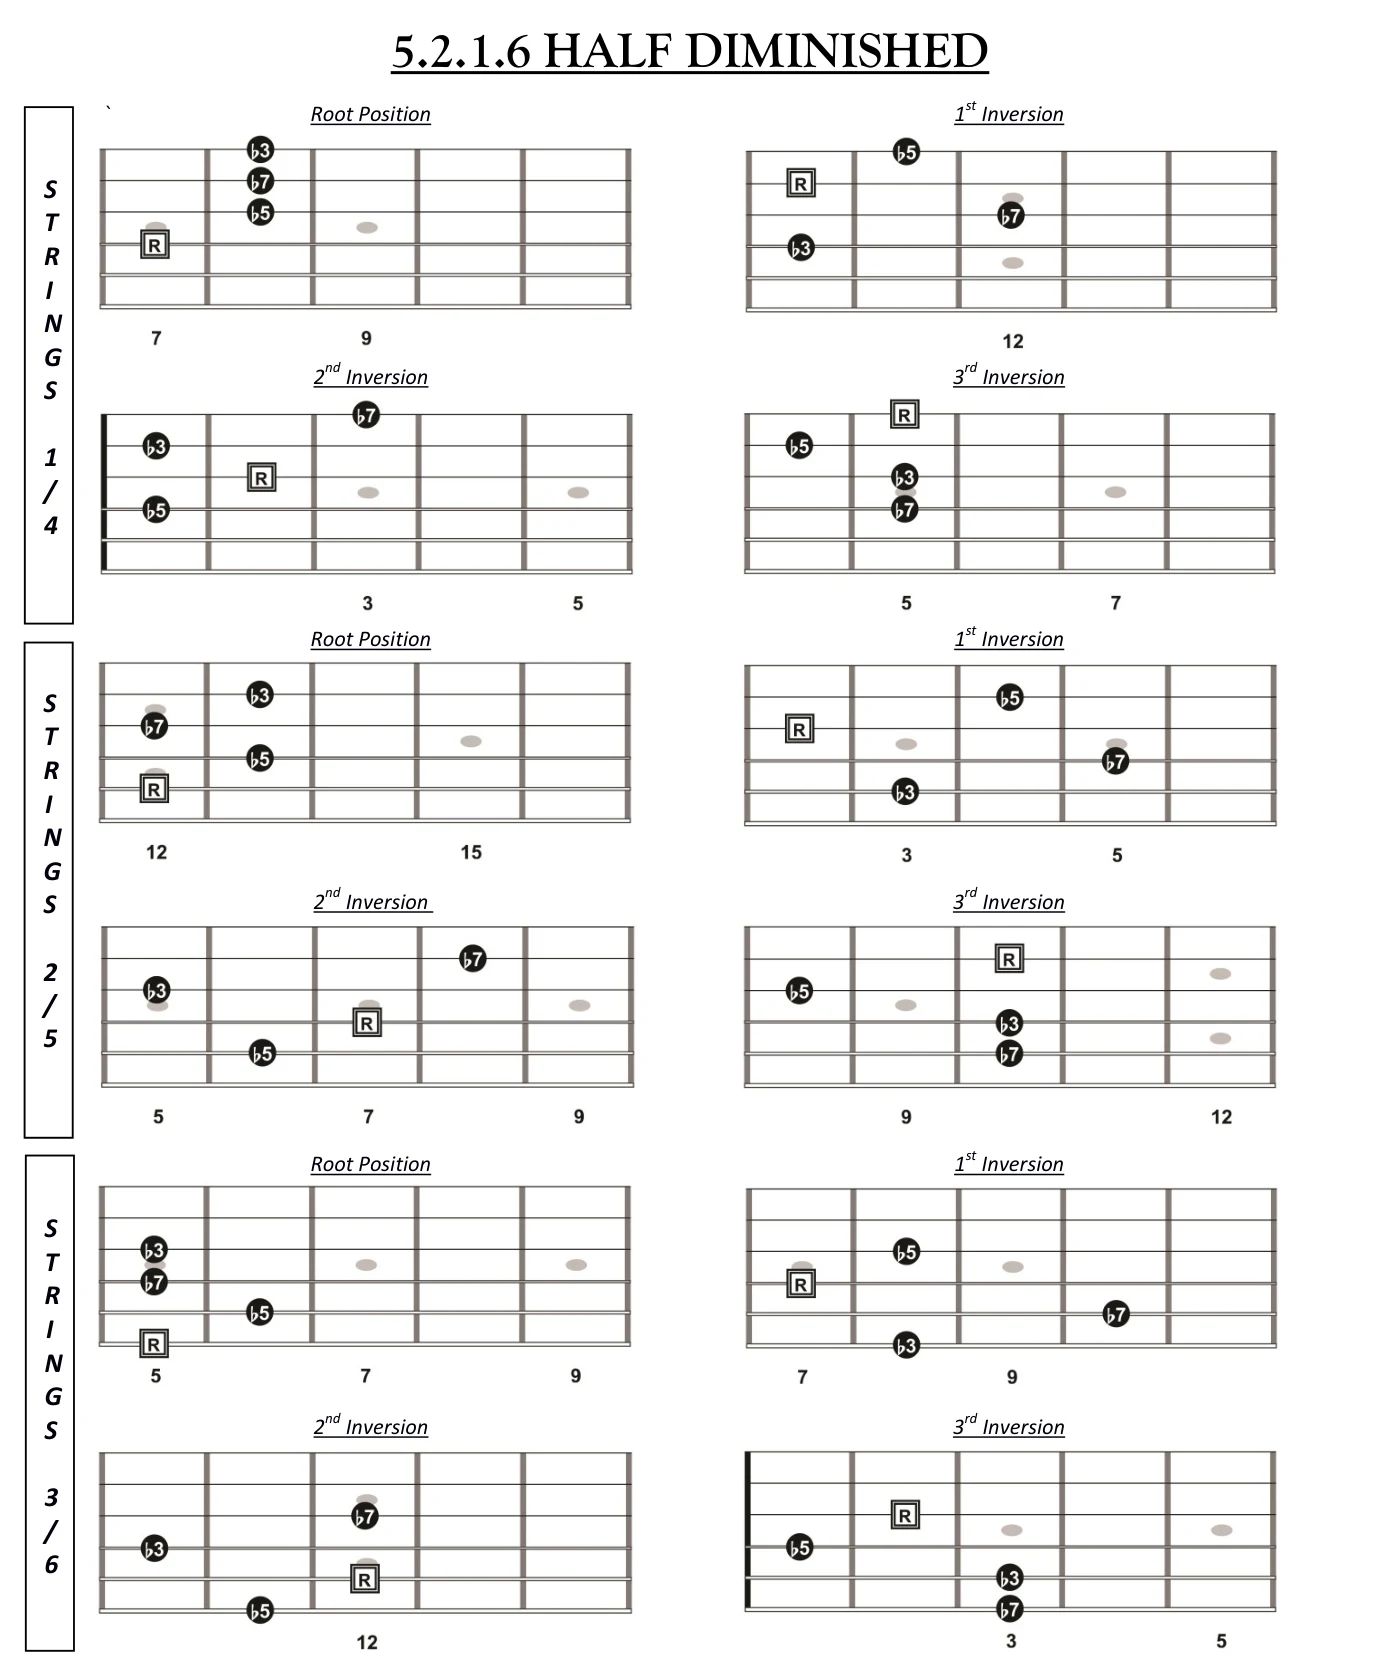 5.2.1.6 HALF DIMINISHED
STRINGS 1/4
`
Root Position
♭3
♭7
♭5
R
7 9
1st Inversion
♭5
R
♭7
♭3
12
2nd Inversion
♭7
♭3
R
♭5
3 5
3rd Inversion
R
♭5
♭3
♭7
5 7
STRINGS 2/5
Root Position
♭3
♭7
♭5
R
12 15
1st Inversion
♭5
R
♭7
♭3
3 5
2nd Inversion
♭7
♭3
R
♭5
5 7 9
3rd Inversion
R
♭5
♭3
♭7
9 12
STRINGS 3/6
Root Position
♭3
♭7
♭5
R
5 7 9
1st Inversion
♭5
R
♭7
♭3
7 9
2nd Inversion
♭7
♭3
R
♭5
12
3rd Inversion
R
♭5
♭3
♭7
3 5